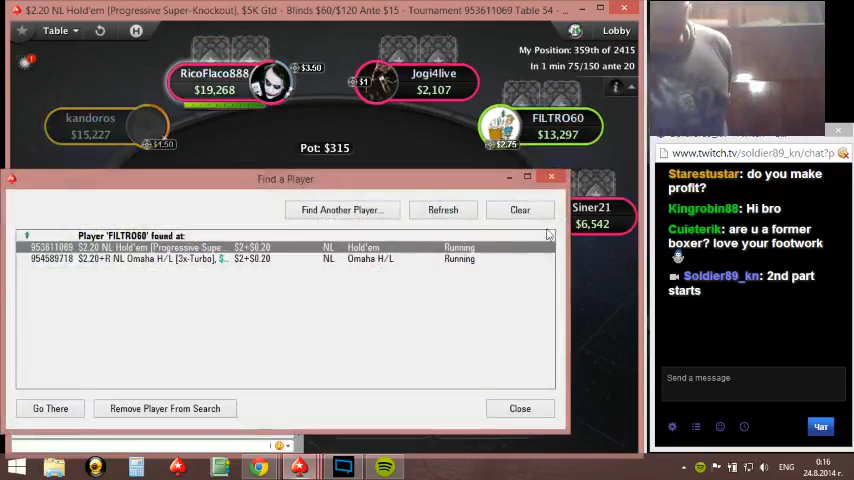 $2.20 NL Hold'em [Progressive Super-Knockout], $5K Gtd - Blinds $60/$120 Ante $15 - Tournament 953611069 Table 54 - ...
Table
H
Lobby
My Position: 359th of 2415
In 1 min 75/150 ante 20
RicoFlaco888
$19,268
$3.50
$1
Jogi4live
$2,107
kandoros
$15,227
$1.50
FILTRO60
$13,297
$2.75
Pot: $315
Siner21
$6,542
Find a Player
Find Another Player...
Refresh
Clear
Player 'FILTRO60' found at:
953611069 $2.20 NL Hold'em [Progressive Supe... $2+$0.20 NL Hold'em Running
954589718 $2.20+R NL Omaha H/L [3x-Turbo], $... $2+$0.20 NL Omaha H/L Running
Go There
Remove Player From Search
Close
www.twitch.tv/soldier89_kn/chat?p
Starestustar: do you make
profit?
Kingrobin88: Hi bro
Cuieterik: are u a former
boxer? love your footwork
Soldier89_kn: 2nd part
starts
Send a message
Чат
ENG
0:16
24.8.2014 г.